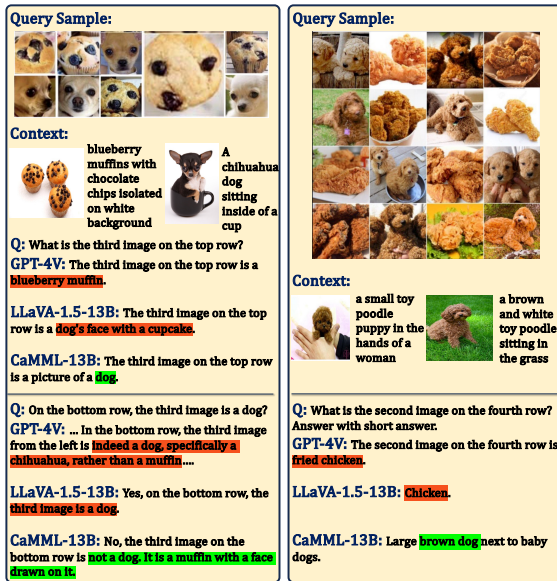 Query Sample:
Context:
blueberry
muffins with
chocolate
chips isolated
on white
background
A
chihuahua
dog
sitting
inside of a
cup
Q: What is the third image on the top row?
GPT-4V: The third image on the top row is a
blueberry muffin.
LLaVA-1.5-13B: The third image on the top
row is a dog's face with a cupcake.
CaMML-13B: The third image on the top row
is a picture of a dog.
Q: On the bottom row, the third image is a dog?
GPT-4V: ... In the bottom row, the third image
from the left is indeed a dog, specifically a
chihuahua, rather than a muffin....
LLaVA-1.5-13B: Yes, on the bottom row, the
third image is a dog.
CaMML-13B: No, the third image on the
bottom row is not a dog. It is a muffin with a face
drawn on it.
Query Sample:
Context:
a small toy
poodle
puppy in the
hands of a
woman
a brown
and white
toy poodle
sitting in
the grass
Q: What is the second image on the fourth row?
Answer with short answer.
GPT-4V: The second image on the fourth row is
fried chicken.
LLaVA-1.5-13B: Chicken.
CaMML-13B: Large brown dog next to baby
dogs.